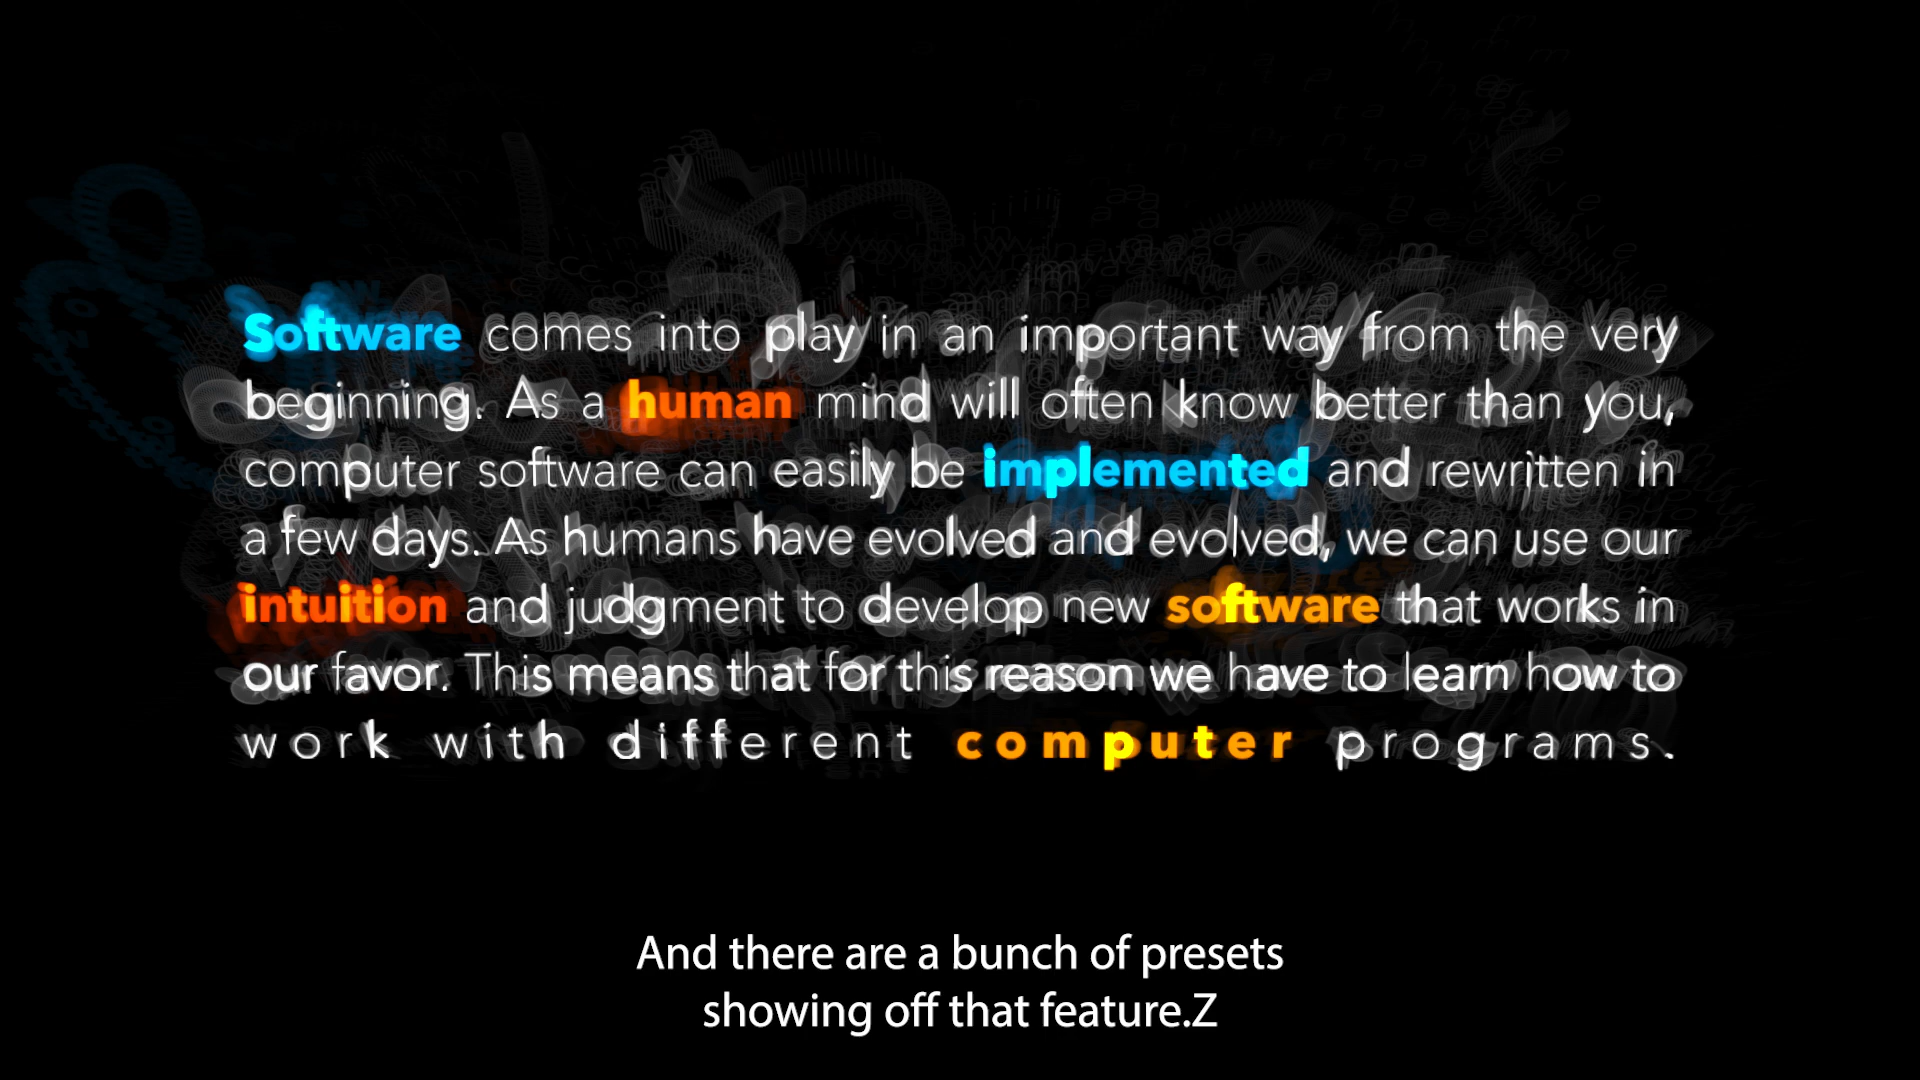 Software comes into play in an important way from the very
beginning. As a human mind will often know better than you,
computer software can easily be implemented and rewritten in
a few days. As humans have evolved and evolved, we can use our
intuition and judgment to develop new software that works in
our favor. This means that for this reason we have to learn how to
work with different computer programs.
And there are a bunch of presets
showing off that feature.Z